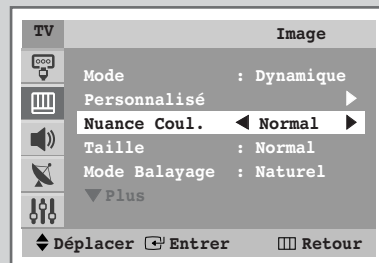 TV Image
Mode : Dynamique
Personnalisé
Nuance Coul. Normal
Taille : Normal
Mode Balayage : Naturel
Plus
Déplacer Entrer Retour